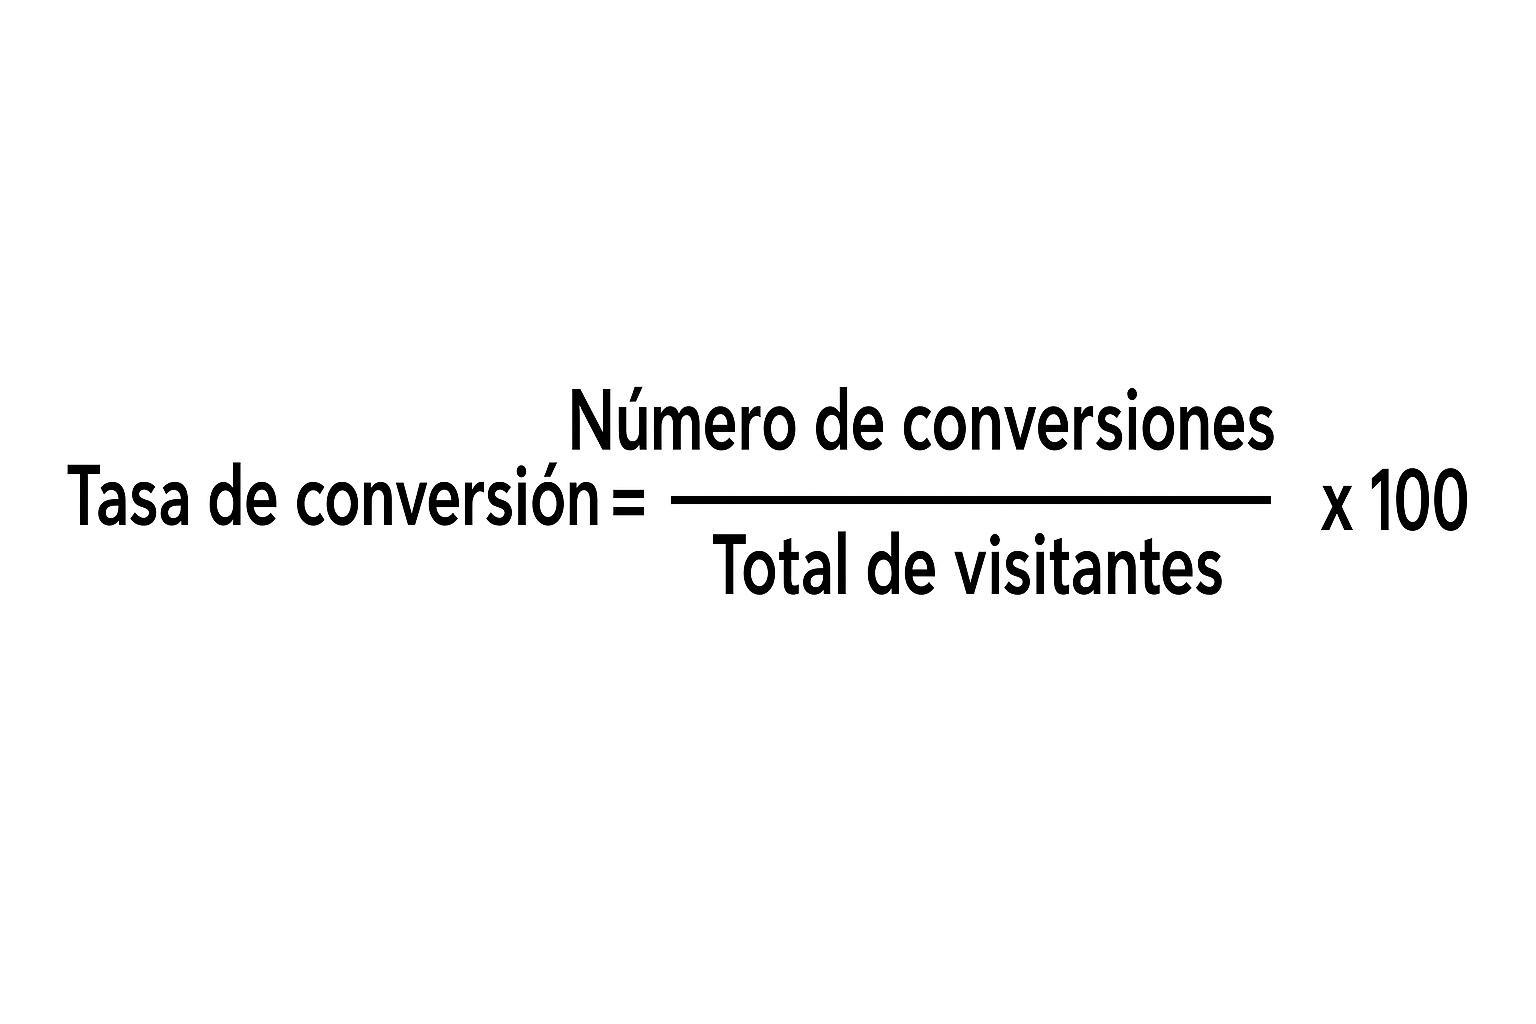 Número de conversiones
Tasa de conversión = x 100
Total de visitantes